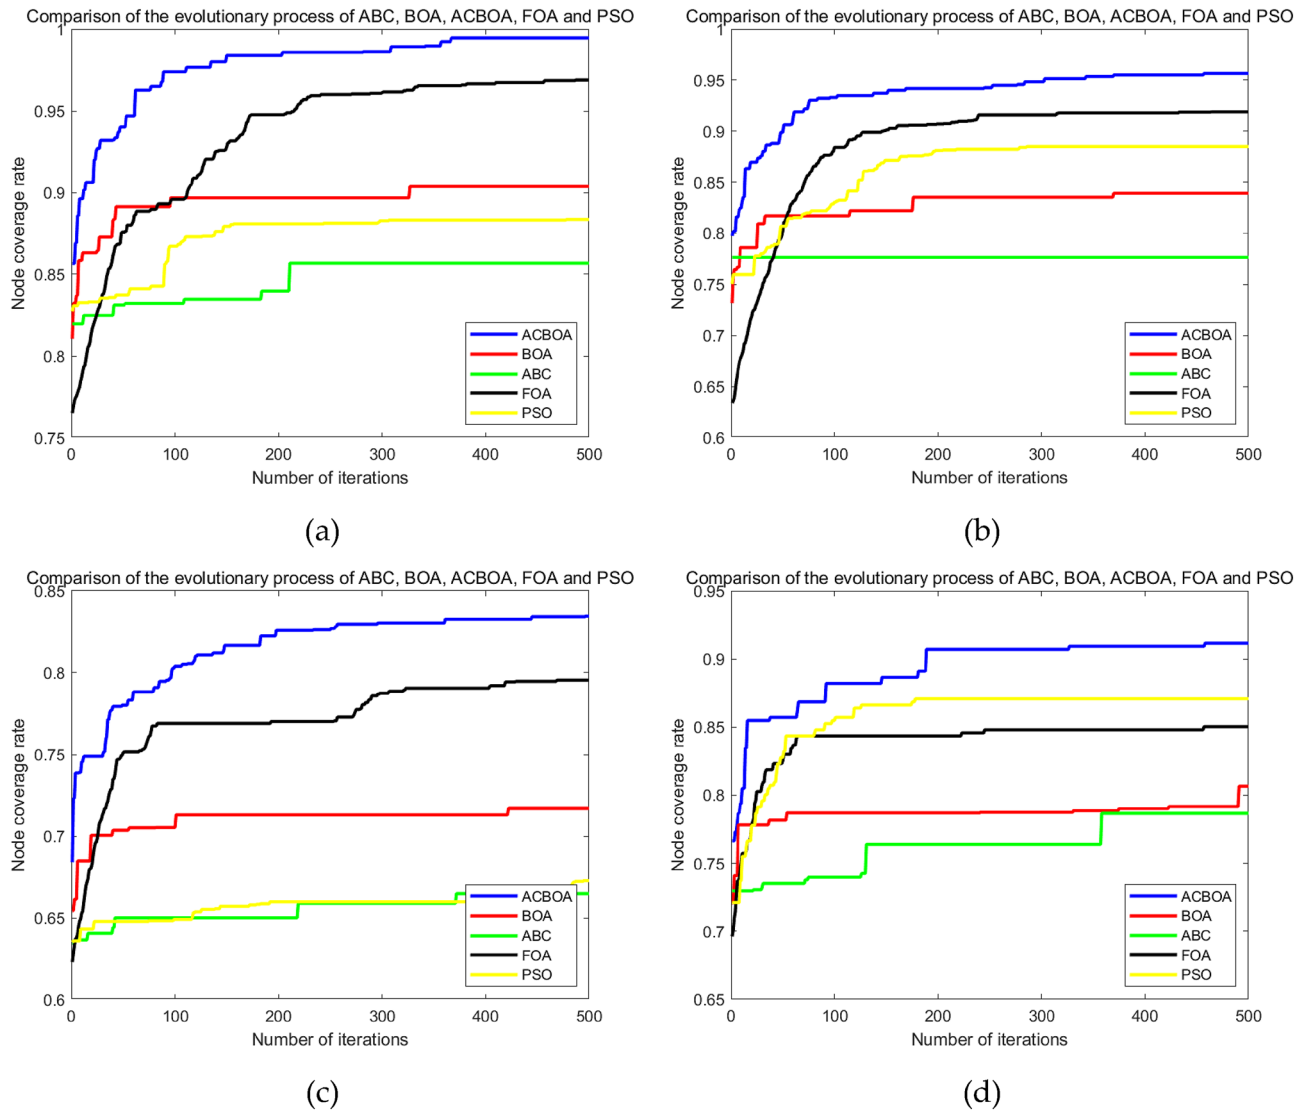 Comparison of the evolutionary process of ABC, BOA, ACBOA, FOA and PSO
1
0.95
0.9
0.85
0.8
0.75
Node coverage rate
ACBOA
BOA
ABC
FOA
PSO
0 100 200 300 400 500
Number of iterations
(a)
Comparison of the evolutionary process of ABC, BOA, ACBOA, FOA and PSO
1
0.95
0.9
0.85
0.8
0.75
0.7
0.65
0.6
Node coverage rate
ACBOA
BOA
ABC
FOA
PSO
0 100 200 300 400 500
Number of iterations
(b)
Comparison of the evolutionary process of ABC, BOA, ACBOA, FOA and PSO
0.85
0.8
0.75
0.7
0.65
0.6
Node coverage rate
ACBOA
BOA
ABC
FOA
PSO
0 100 200 300 400 500
Number of iterations
(c)
Comparison of the evolutionary process of ABC, BOA, ACBOA, FOA and PSO
0.95
0.9
0.85
0.8
0.75
0.7
0.65
Node coverage rate
ACBOA
BOA
ABC
FOA
PSO
0 100 200 300 400 500
Number of iterations
(d)